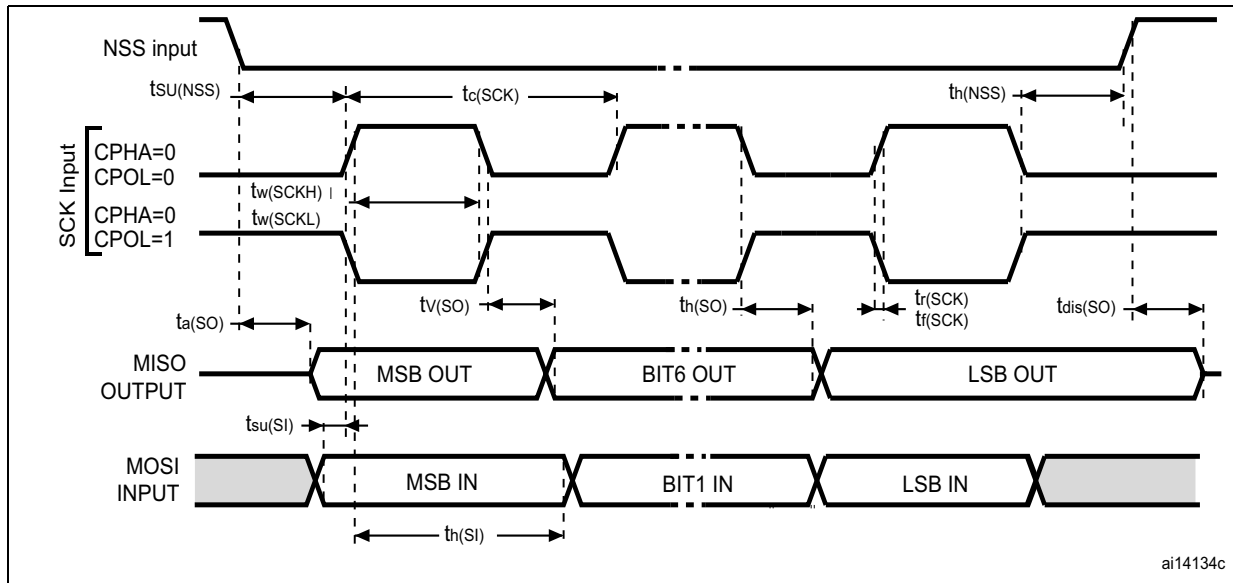 NSS input
tSU(NSS)
tc(SCK)
th(NSS)
SCK Input
CPHA=0
CPOL=0
tw(SCKH)
CPHA=0
tw(SCKL)
CPOL=1
tV(SO)
th(SO)
tr(SCK)
tf(SCK)
tdis(SO)
ta(SO)
MISO
OUTPUT
MSB OUT
BIT6 OUT
LSB OUT
tsu(SI)
MOSI
INPUT
MSB IN
BIT1 IN
LSB IN
th(SI)
ai14134c